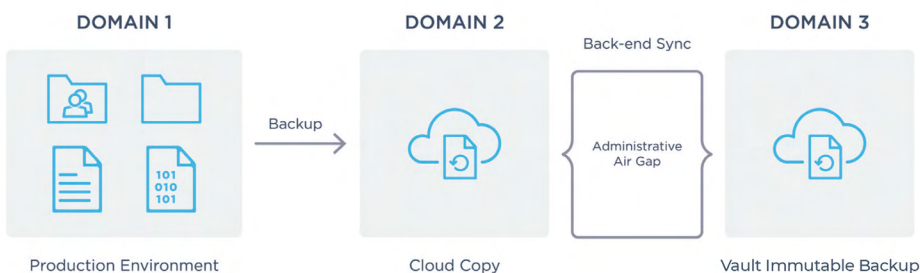 DOMAIN 1
DOMAIN 2
DOMAIN 3
Back-end Sync
Backup
101
010
101
Administrative
Air Gap
Production Environment
Cloud Copy
Vault Immutable Backup